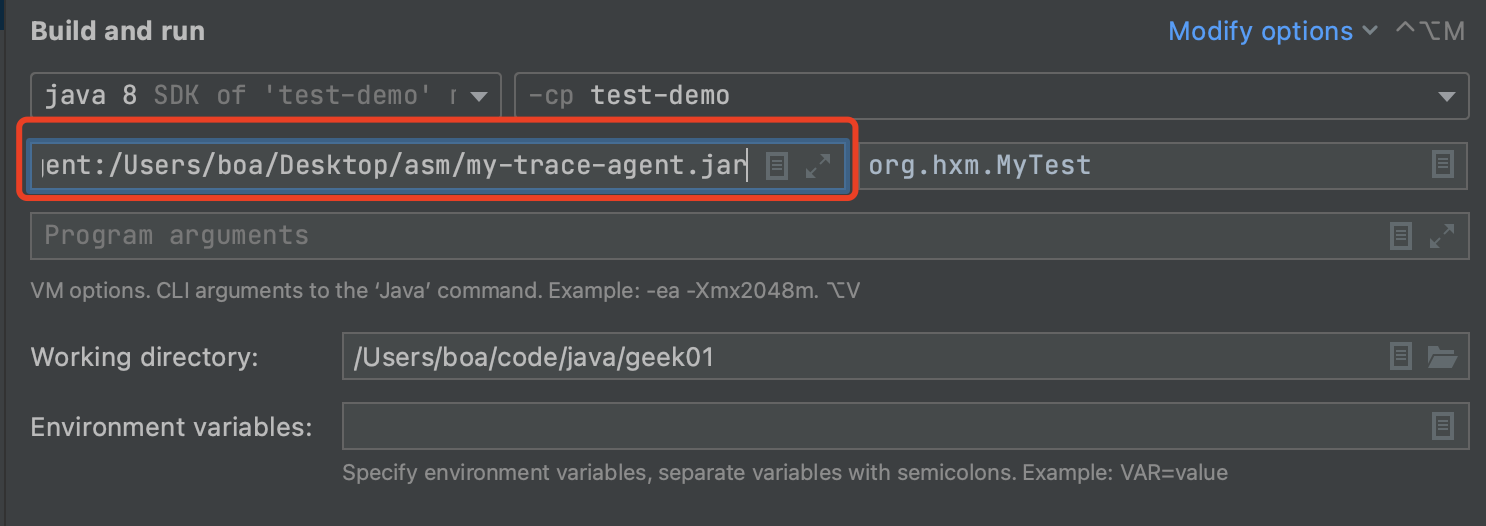 Build and run
Modify options ⌃⌥M
java 8 SDK of 'test-demo'
-cp test-demo
gent:/Users/boa/Desktop/asm/my-trace-agent.jar
org.hxm.MyTest
Program arguments
VM options. CLI arguments to the ‘Java’ command. Example: -ea -Xmx2048m. ⌥V
Working directory:
/Users/boa/code/java/geek01
Environment variables:
Specify environment variables, separate variables with semicolons. Example: VAR=value